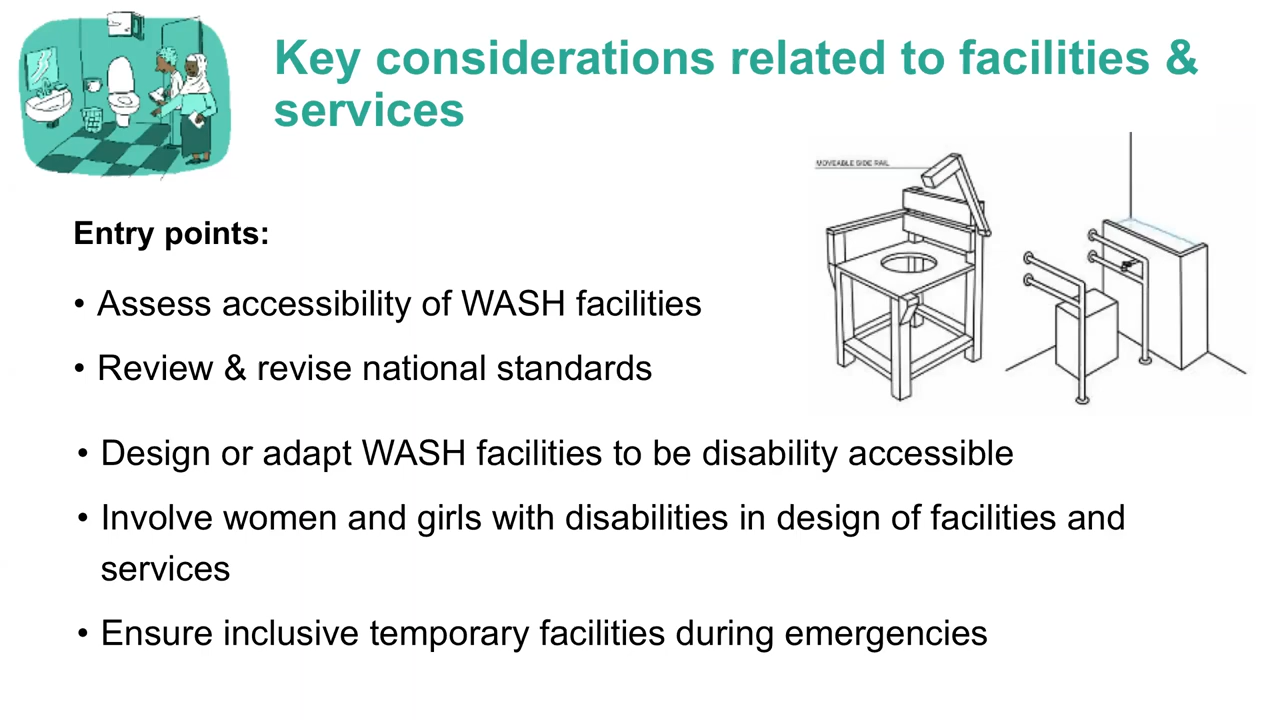 Key considerations related to facilities &
services
MOVEABLE SIDE RAIL
Entry points:
• Assess accessibility of WASH facilities
• Review & revise national standards
• Design or adapt WASH facilities to be disability accessible
• Involve women and girls with disabilities in design of facilities and
services
• Ensure inclusive temporary facilities during emergencies